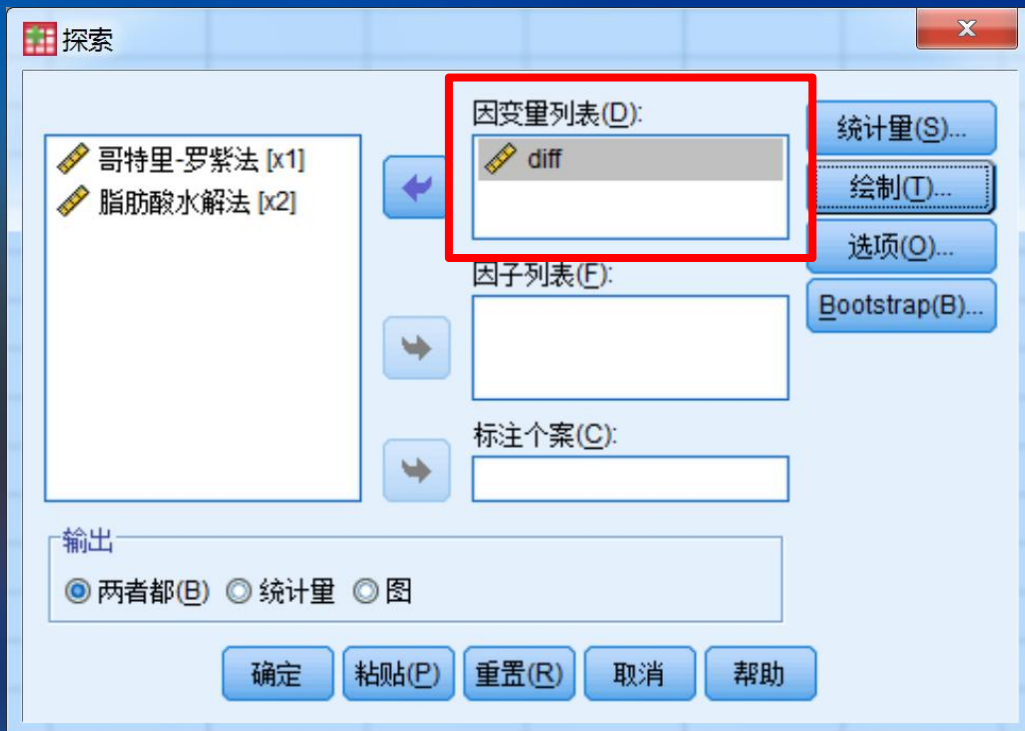 探索
x
哥特里-罗紫法 [x1]
脂肪酸水解法 [x2]
因变量列表(D):
diff
因子列表(F):
标注个案(C):
统计量(S)...
绘制(T)...
选项(O)...
Bootstrap(B)...
输出
两者都(B) 统计量 图
确定 粘贴(P) 重置(R) 取消 帮助